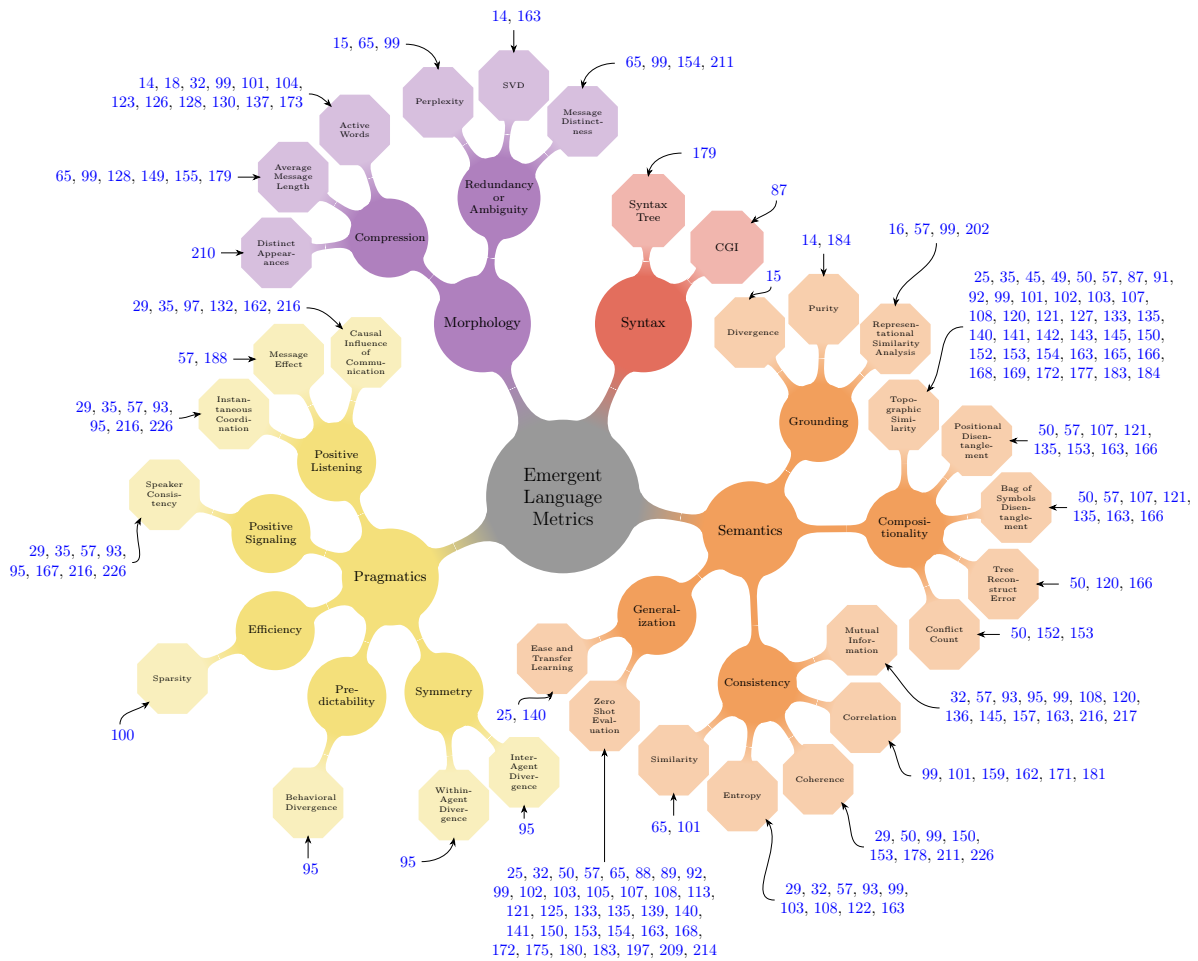 14, 163
15, 65, 99
65, 99, 154, 211
14, 18, 32, 99, 101, 104,
123, 126, 128, 130, 137, 173
Perplexity
SVD
Message
Distinct-
ness
Active
Words
Average
Message
Length
65, 99, 128, 149, 155, 179
Distinct
Appear-
ances
210
Compression
Redundancy
or
Ambiguity
Morphology
179
Syntax
Tree
87
CGI
Syntax
16, 57, 99, 202
14, 184
15
Divergence
Purity
Represen-
tational
Similarity
Analysis
Grounding
25, 35, 45, 49, 50, 57, 87, 91,
92, 99, 101, 102, 103, 107,
108, 120, 121, 127, 133, 135,
140, 141, 142, 143, 145, 150,
152, 153, 154, 163, 165, 166,
168, 169, 172, 177, 183, 184
Topo-
graphic
Simi-
larity
Positional
Disen-
tangle-
ment
50, 57, 107, 121,
135, 153, 163, 166
Bag of
Symbols
Disen-
tangle-
ment
50, 57, 107, 121,
135, 163, 166
Composi-
tionality
Tree
Recon-
struct
Error
50, 120, 166
Conflict
Count
50, 152, 153
Emergent
Language
Metrics
Semantics
29, 35, 97, 132, 162, 216
Causal
Influence
of
Commu-
nication
57, 188
Message
Effect
29, 35, 57, 93,
95, 216, 226
Instan-
taneous
Coordi-
nation
Positive
Listening
Speaker
Consis-
tency
29, 35, 57, 93,
95, 167, 216, 226
Positive
Signaling
Pragmatics
Efficiency
Sparsity
100
Pre-
dictability
Behavioral
Divergence
95
Symmetry
Within-
Agent
Diver-
gence
95
Inter-
Agent
Diver-
gence
95
General-
ization
Ease and
Transfer
Learning
25, 140
Zero
Shot
Eval-
uation
25, 32, 50, 57, 65, 88, 89, 92,
99, 102, 103, 105, 107, 108, 113,
121, 125, 133, 135, 139, 140,
141, 150, 153, 154, 163, 168,
172, 175, 180, 183, 197, 209, 214
Consistency
Mutual
Infor-
mation
32, 57, 93, 95, 99, 108, 120,
136, 145, 157, 163, 216, 217
Correlation
99, 101, 159, 162, 171, 181
Coherence
29, 50, 99, 150,
153, 178, 211, 226
Entropy
29, 32, 57, 93, 99,
103, 108, 122, 163
Similarity
65, 101